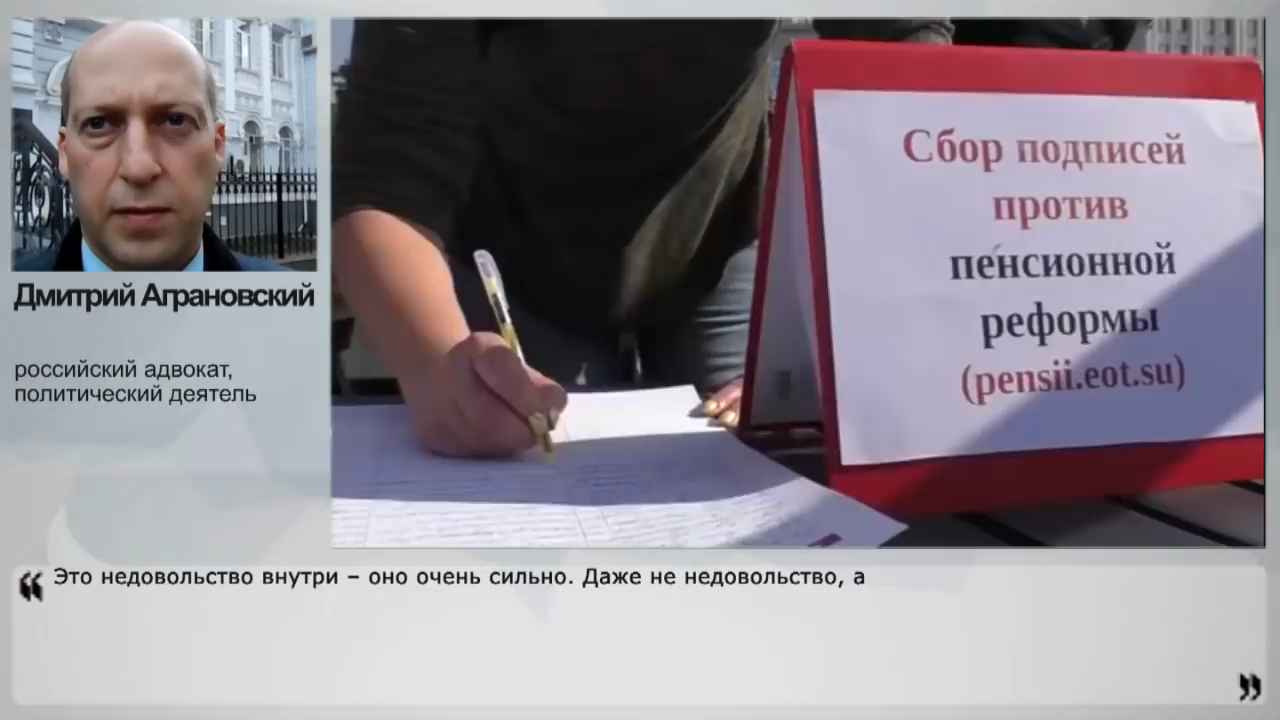 Дмитрий Аграновский
российский адвокат,
политический деятель
Сбор подписей
против
пенсионной
реформы
(pensii.eot.su)
“ Это недовольство внутри – оно очень сильно. Даже не недовольство, а
”